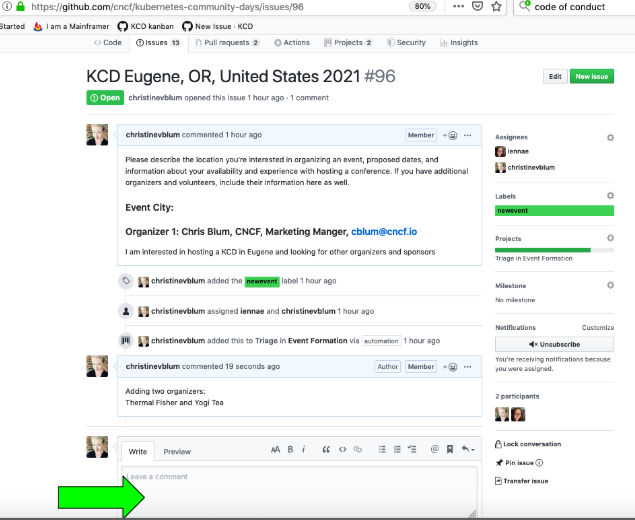 https://github.com/cncf/kubernetes-community-days/issues/96
80%
code of conduct
Started
I am a Mainframer
KCD kanban
New Issue · KCD
Code
Issues 13
Pull requests 2
Actions
Projects 2
Security
Insights
KCD Eugene, OR, United States 2021 #96
Edit
New issue
Open
christinevblum opened this issue 1 hour ago · 1 comment
christinevblum commented 1 hour ago
Member
Please describe the location you're interested in organizing an event, proposed dates, and
information about your availability and experience with hosting a conference. If you have additional
organizers and volunteers, include their information here as well.
Event City:
Organizer 1: Chris Blum, CNCF, Marketing Manger, cblum@cncf.io
I am interested in hosting a KCD in Eugene and looking for other organizers and sponsors
christinevblum added the newevent label 1 hour ago
christinevblum assigned iennae and christinevblum 1 hour ago
christinevblum added this to Triage in Event Formation via automation 1 hour ago
christinevblum commented 19 seconds ago
Author
Member
Adding two organizers:
Thermal Fisher and Yogi Tea
Write
Preview
AA B i
Leave a comment
Assignees
iennae
christinevblum
Labels
newevent
Projects
Triage in Event Formation
Milestone
No milestone
Notifications
Customize
Unsubscribe
You're receiving notifications because
you were assigned.
2 participants
Lock conversation
Pin issue
Transfer issue